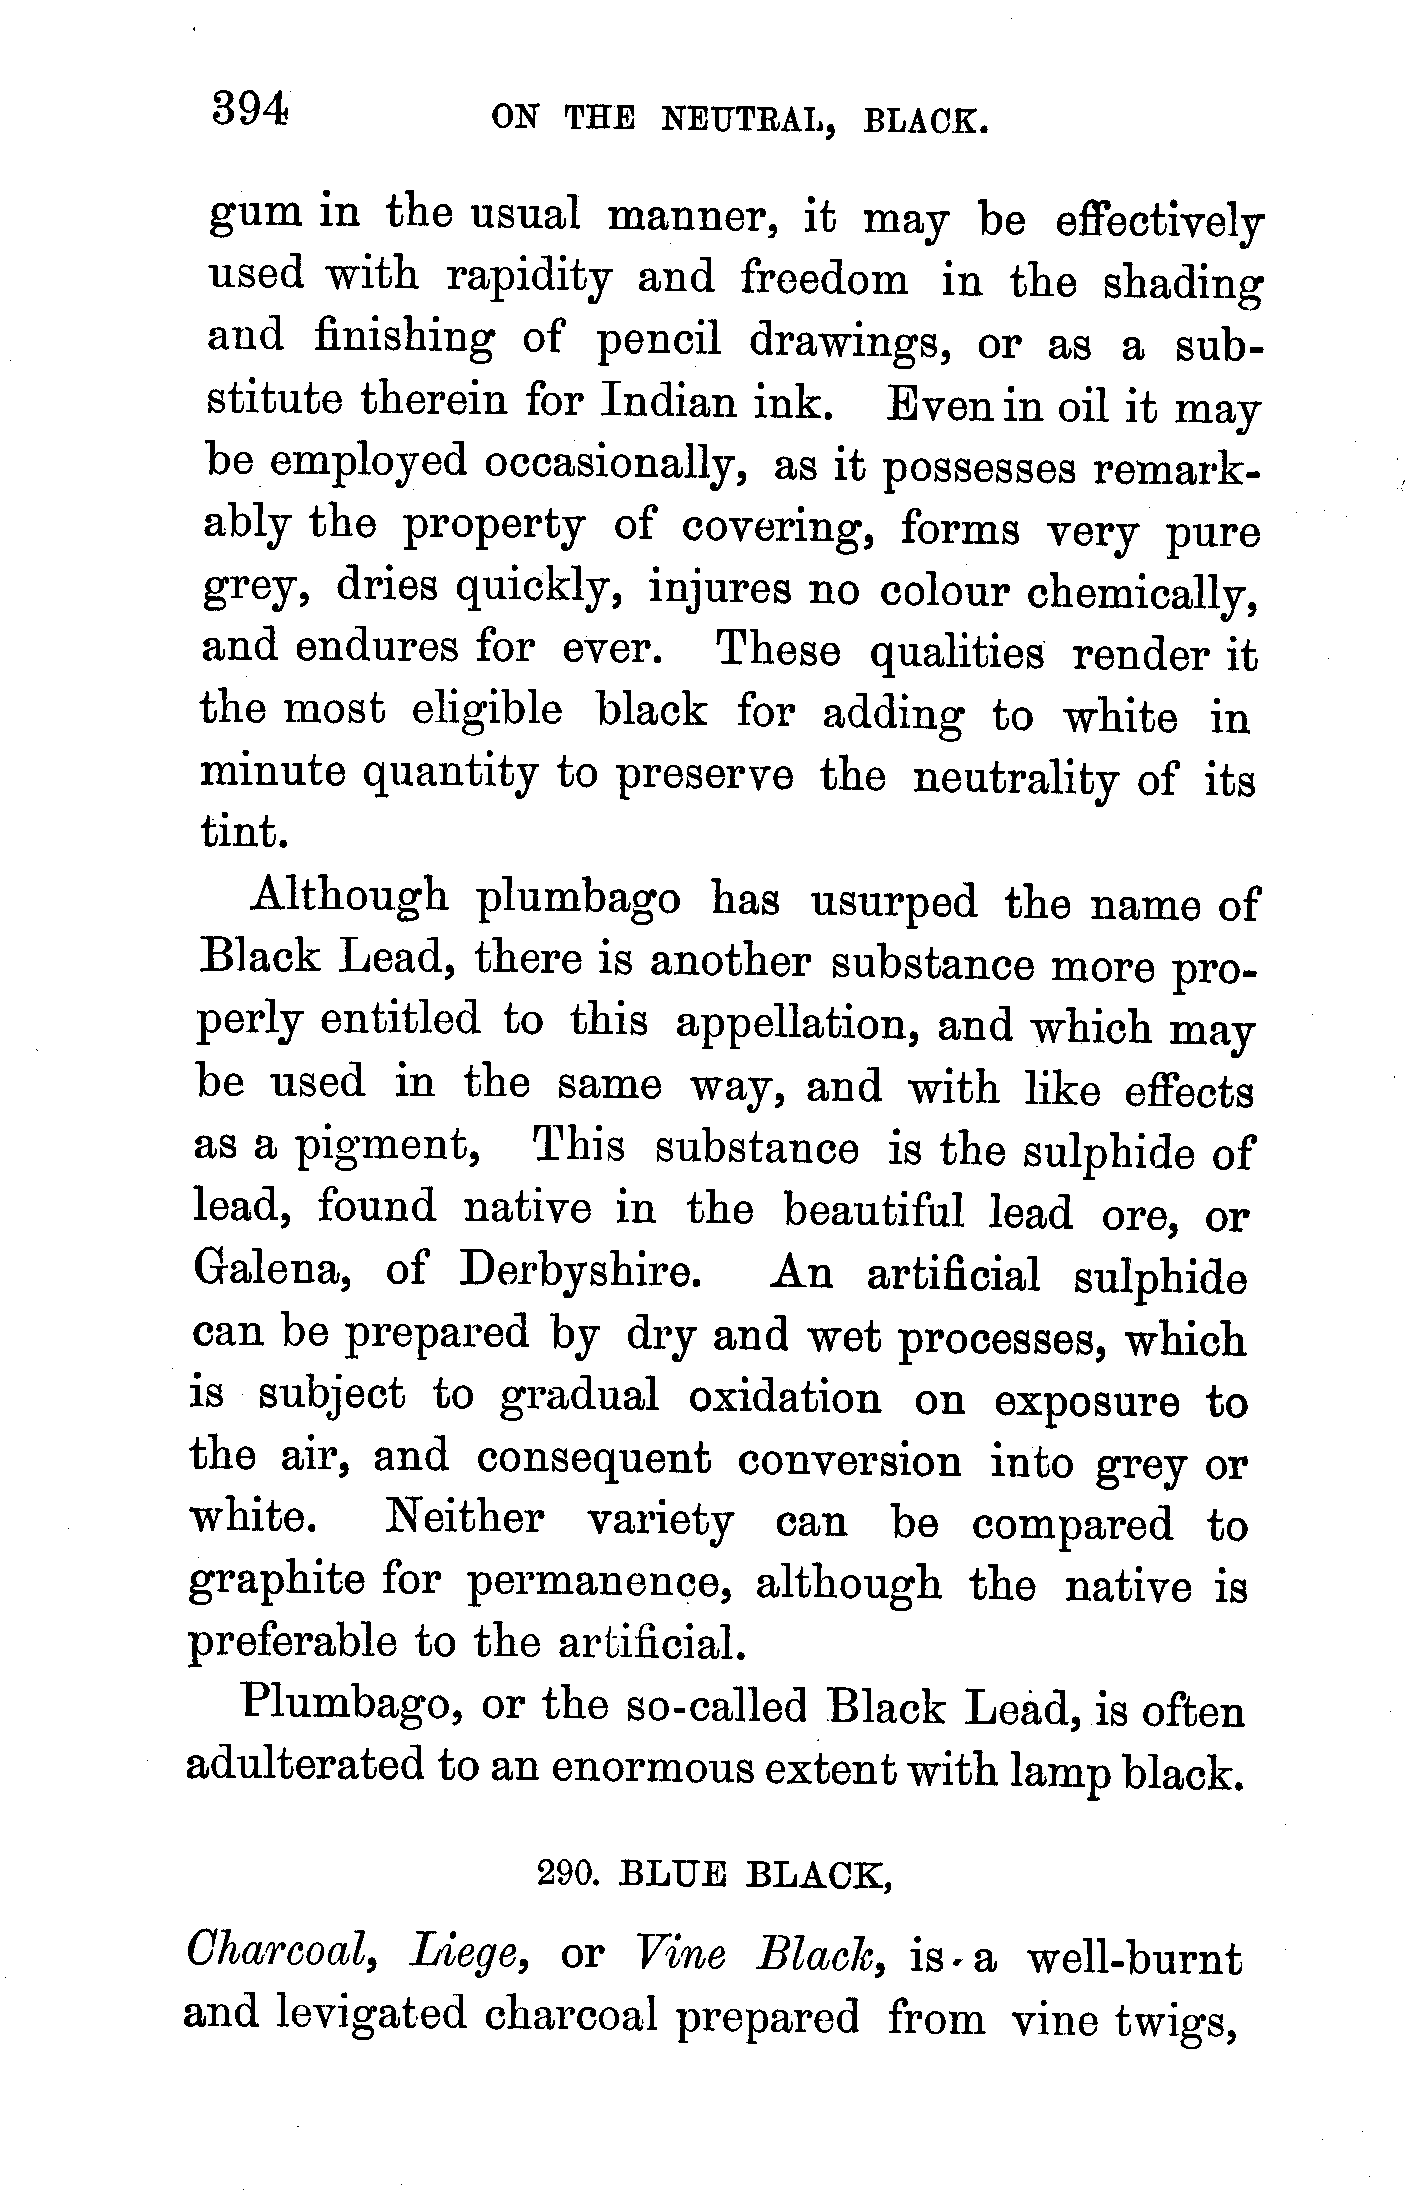 394 ON THE NEUTRAL, BLACK.
gum in the usual manner, it may be effectively
used with rapidity and freedom in the shading
and finishing of pencil drawings, or as a sub-
stitute therein for Indian ink. Even in oil it may
be employed occasionally, as it possesses remark-
ably the property of covering, forms very pure
grey, dries quickly, injures no colour chemically,
and endures for ever. These qualities render it
the most eligible black for adding to white in
minute quantity to preserve the neutrality of its
tint.
Although plumbago has usurped the name of
Black Lead, there is another substance more pro-
perly entitled to this appellation, and which may
be used in the same way, and with like effects
as a pigment, This substance is the sulphide of
lead, found native in the beautiful lead ore, or
Galena, of Derbyshire. An artificial sulphide
can be prepared by dry and wet processes, which
is subject to gradual oxidation on exposure to
the air, and consequent conversion into grey or
white. Neither variety can be compared to
graphite for permanence, although the native is
preferable to the artificial.
Plumbago, or the so-called Black Lead, is often
adulterated to an enormous extent with lamp black.
290. BLUE BLACK,
Charcoal, Liege, or Vine Black, is a well-burnt
and levigated charcoal prepared from vine twigs,